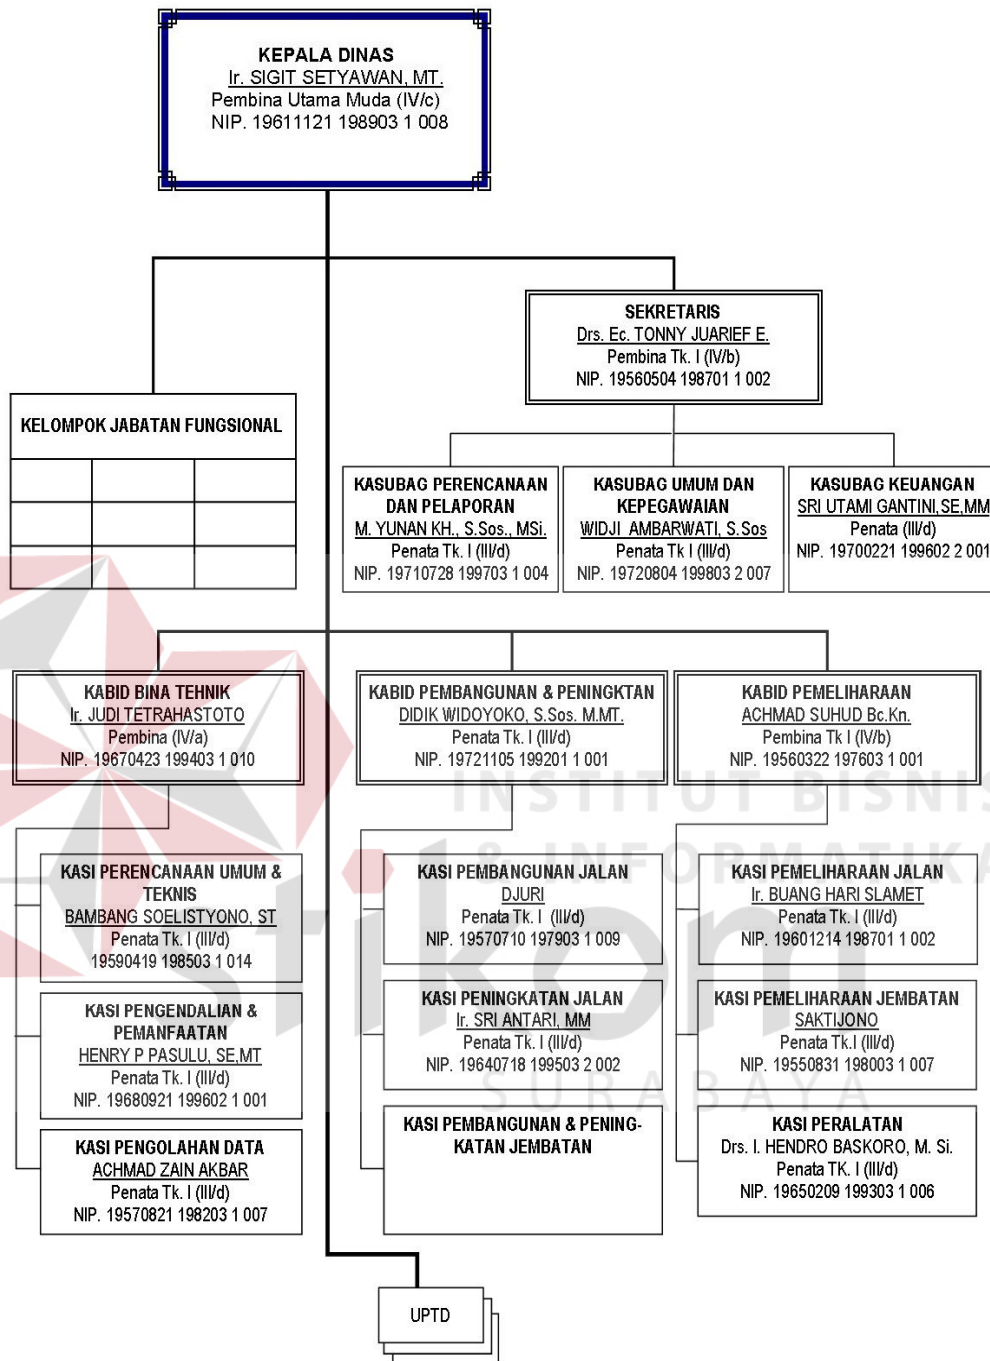 KEPALA DINAS
Ir. SIGIT SETYAWAN, MT.
Pembina Utama Muda (IV/c)
NIP. 19611121 198903 1 008
SEKRETARIS
Drs. Ec. TONNY JUARIEF E.
Pembina Tk. I (IV/b)
NIP. 19560504 198701 1 002
KELOMPOK JABATAN FUNGSIONAL
KASUBAG PERENCANAAN
DAN PELAPORAN
M. YUNAN KH., S.Sos., MSi.
Penata Tk. I (III/d)
NIP. 19710728 199703 1 004
KASUBAG UMUM DAN
KEPEGAWAIAN
WIDJI AMBARWATI, S.Sos
Penata Tk. I (III/d)
NIP. 19720804 199803 2 007
KASUBAG KEUANGAN
SRI UTAMI GANTINI,SE,MM
Penata (III/d)
NIP. 19700221 199602 2 001
KABID BINA TEHNIK
Ir. JUDI TETRAHASTOTO
Pembina (IV/a)
NIP. 19670423 199403 1 010
KABID PEMBANGUNAN & PENINGKTAN
DIDIK WIDOYOKO, S.Sos. M.MT.
Penata Tk. I (III/d)
NIP. 19721105 199201 1 001
KABID PEMELIHARAAN
ACHMAD SUHUD Bc.Kn.
Pembina Tk I (IV/b)
NIP. 19560322 197603 1 001
INSTITUT BISNIS
& INFORMATIKA
stikom
SURABAYA
KASI PERENCANAAN UMUM &
TEKNIS
BAMBANG SOELISTYONO, ST
Penata Tk. I (III/d)
19590419 198503 1 014
KASI PENGENDALIAN &
PEMANFAATAN
HENRY P PASULU, SE,MT
Penata Tk. I (III/d)
NIP. 19680921 199602 1 001
KASI PENGOLAHAN DATA
ACHMAD ZAIN AKBAR
Penata Tk. I (III/d)
NIP. 19570821 198203 1 007
KASI PEMBANGUNAN JALAN
DJURI
Penata Tk. I (III/d)
NIP. 19570710 197903 1 009
KASI PENINGKATAN JALAN
Ir. SRI ANTARI, MM
Penata Tk. I (III/d)
NIP. 19640718 199503 2 002
KASI PEMBANGUNAN & PENING-
KATAN JEMBATAN
KASI PEMELIHARAAN JALAN
Ir. BUANG HARI SLAMET
Penata Tk. I (III/d)
NIP. 19601214 198701 1 002
KASI PEMELIHARAAN JEMBATAN
SAKTIJONO
Penata Tk.I (III/d)
NIP. 19550831 198003 1 007
KASI PERALATAN
Drs. I. HENDRO BASKORO, M. Si.
Penata TK. I (III/d)
NIP. 19650209 199303 1 006
UPTD